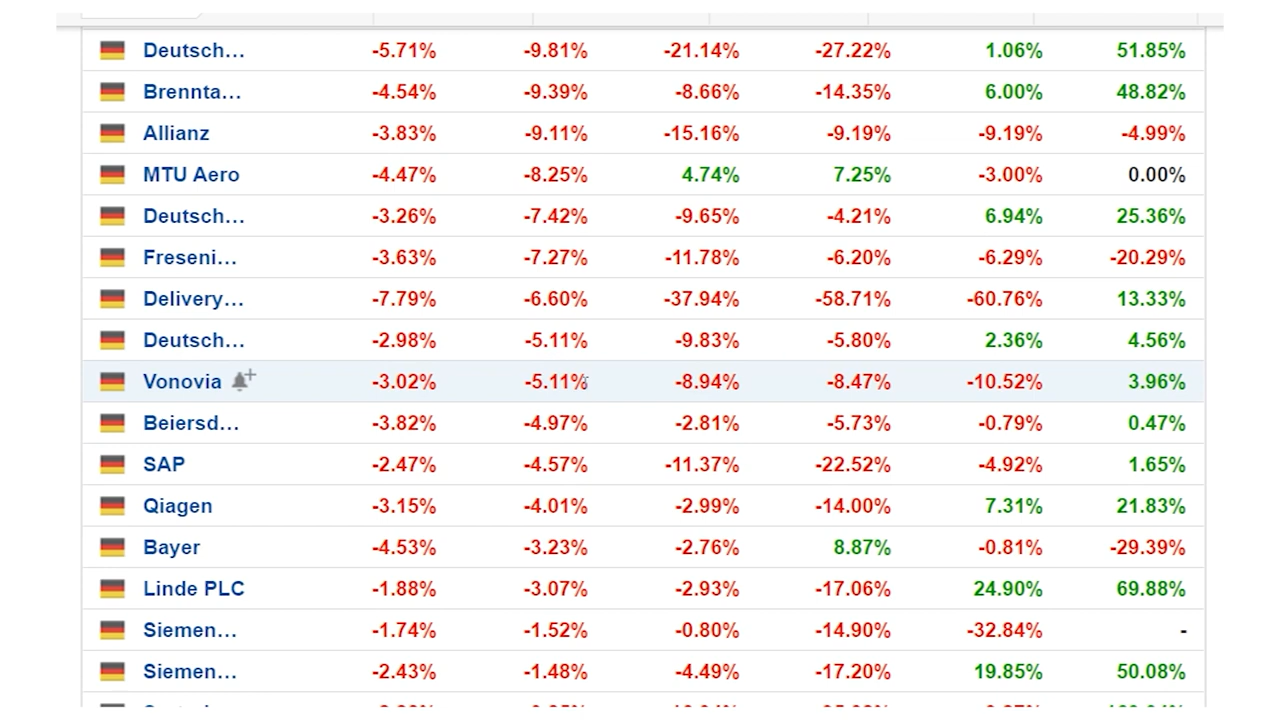 Deutsch... -5.71% -9.81% -21.14% -27.22% 1.06% 51.85%
Brennta... -4.54% -9.39% -8.66% -14.35% 6.00% 48.82%
Allianz -3.83% -9.11% -15.16% -9.19% -9.19% -4.99%
MTU Aero -4.47% -8.25% 4.74% 7.25% -3.00% 0.00%
Deutsch... -3.26% -7.42% -9.65% -4.21% 6.94% 25.36%
Freseni... -3.63% -7.27% -11.78% -6.20% -6.29% -20.29%
Delivery... -7.79% -6.60% -37.94% -58.71% -60.76% 13.33%
Deutsch... -2.98% -5.11% -9.83% -5.80% 2.36% 4.56%
Vonovia -3.02% -5.11% -8.94% -8.47% -10.52% 3.96%
Beiersd... -3.82% -4.97% -2.81% -5.73% -0.79% 0.47%
SAP -2.47% -4.57% -11.37% -22.52% -4.92% 1.65%
Qiagen -3.15% -4.01% -2.99% -14.00% 7.31% 21.83%
Bayer -4.53% -3.23% -2.76% 8.87% -0.81% -29.39%
Linde PLC -1.88% -3.07% -2.93% -17.06% 24.90% 69.88%
Siemen... -1.74% -1.52% -0.80% -14.90% -32.84% -
Siemen... -2.43% -1.48% -4.49% -17.20% 19.85% 50.08%